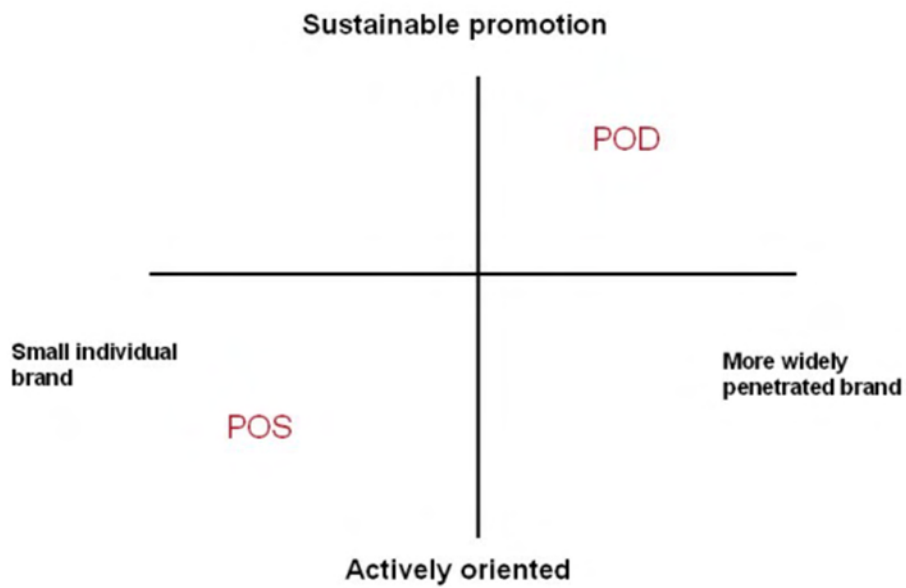 Sustainable promotion
POD
Small individual
brand
More widely
penetrated brand
POS
Actively oriented